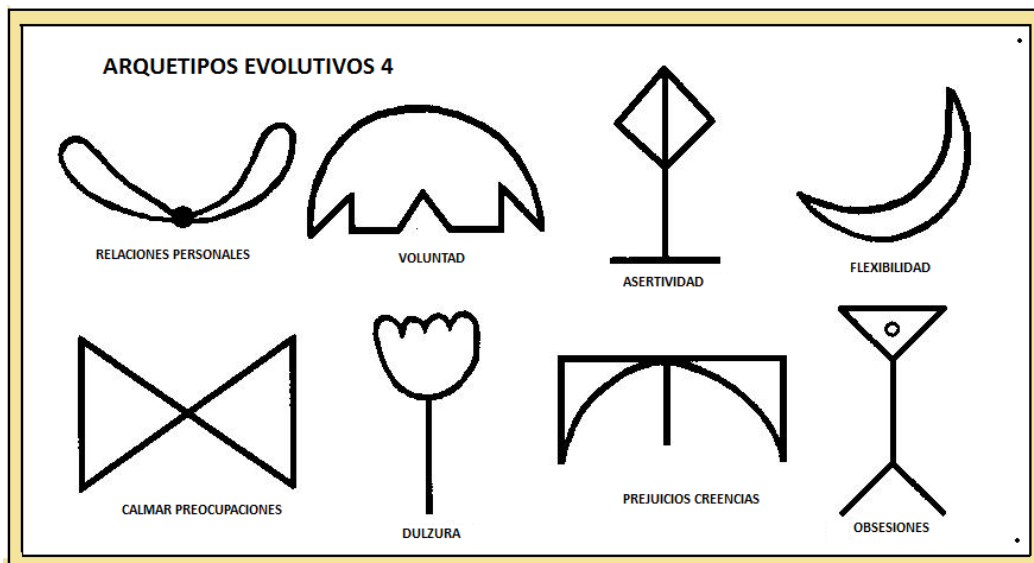 ARQUETIPOS EVOLUTIVOS 4
RELACIONES PERSONALES
VOLUNTAD
ASERTIVIDAD
FLEXIBILIDAD
CALMAR PREOCUPACIONES
DULZURA
PREJUICIOS CREENCIAS
OBSESIONES